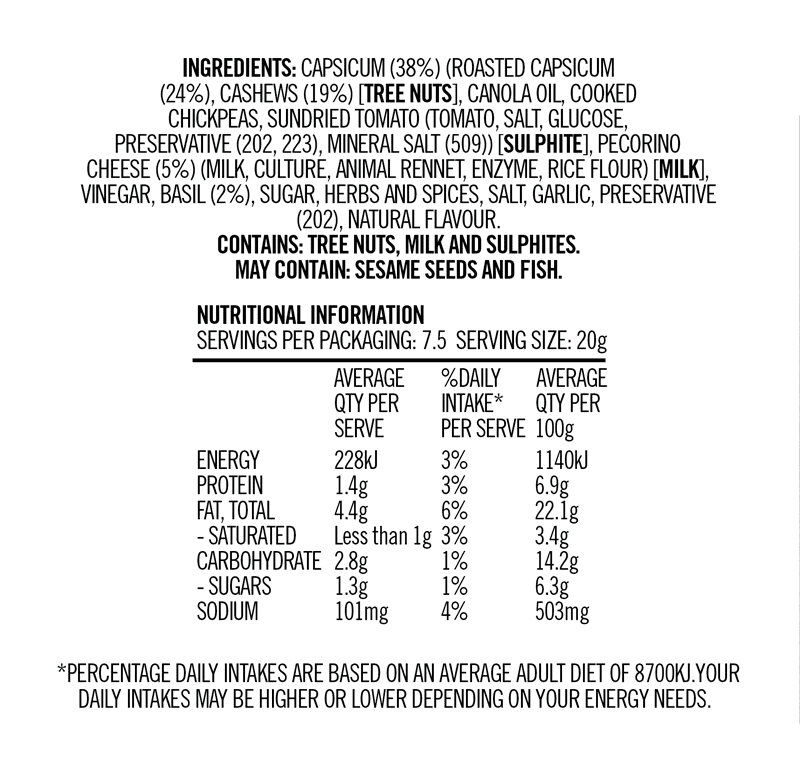 INGREDIENTS: CAPSICUM (38%) (ROASTED CAPSICUM
(24%), CASHEWS (19%) [TREE NUTS], CANOLA OIL, COOKED
CHICKPEAS, SUNDRIED TOMATO (TOMATO, SALT, GLUCOSE,
PRESERVATIVE (202, 223), MINERAL SALT (509)) [SULPHITE], PECORINO
CHEESE (5%) (MILK, CULTURE, ANIMAL RENNET, ENZYME, RICE FLOUR) [MILK],
VINEGAR, BASIL (2%), SUGAR, HERBS AND SPICES, SALT, GARLIC, PRESERVATIVE
(202), NATURAL FLAVOUR.
CONTAINS: TREE NUTS, MILK AND SULPHITES.
MAY CONTAIN: SESAME SEEDS AND FISH.
NUTRITIONAL INFORMATION
SERVINGS PER PACKAGING: 7.5 SERVING SIZE: 20g
AVERAGE %DAILY AVERAGE
QTY PER INTAKE* QTY PER
SERVE PER SERVE 100g
ENERGY 228kJ 3% 1140kJ
PROTEIN 1.4g 3% 6.9g
FAT, TOTAL 4.4g 6% 22.1g
- SATURATED Less than 1g 3% 3.4g
CARBOHYDRATE 2.8g 1% 14.2g
- SUGARS 1.3g 1% 6.3g
SODIUM 101mg 4% 503mg
*PERCENTAGE DAILY INTAKES ARE BASED ON AN AVERAGE ADULT DIET OF 8700KJ.YOUR
DAILY INTAKES MAY BE HIGHER OR LOWER DEPENDING ON YOUR ENERGY NEEDS.